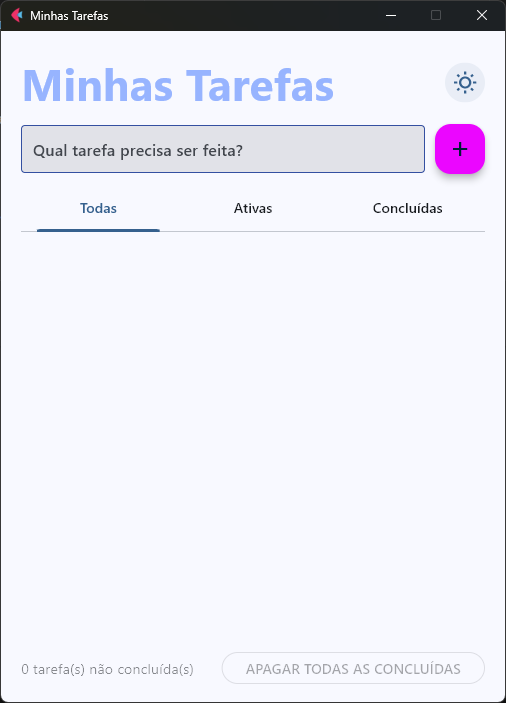 Minhas Tarefas
Minhas Tarefas
Qual tarefa precisa ser feita?
+
Todas Ativas Concluídas
0 tarefa(s) não concluída(s) APAGAR TODAS AS CONCLUÍDAS